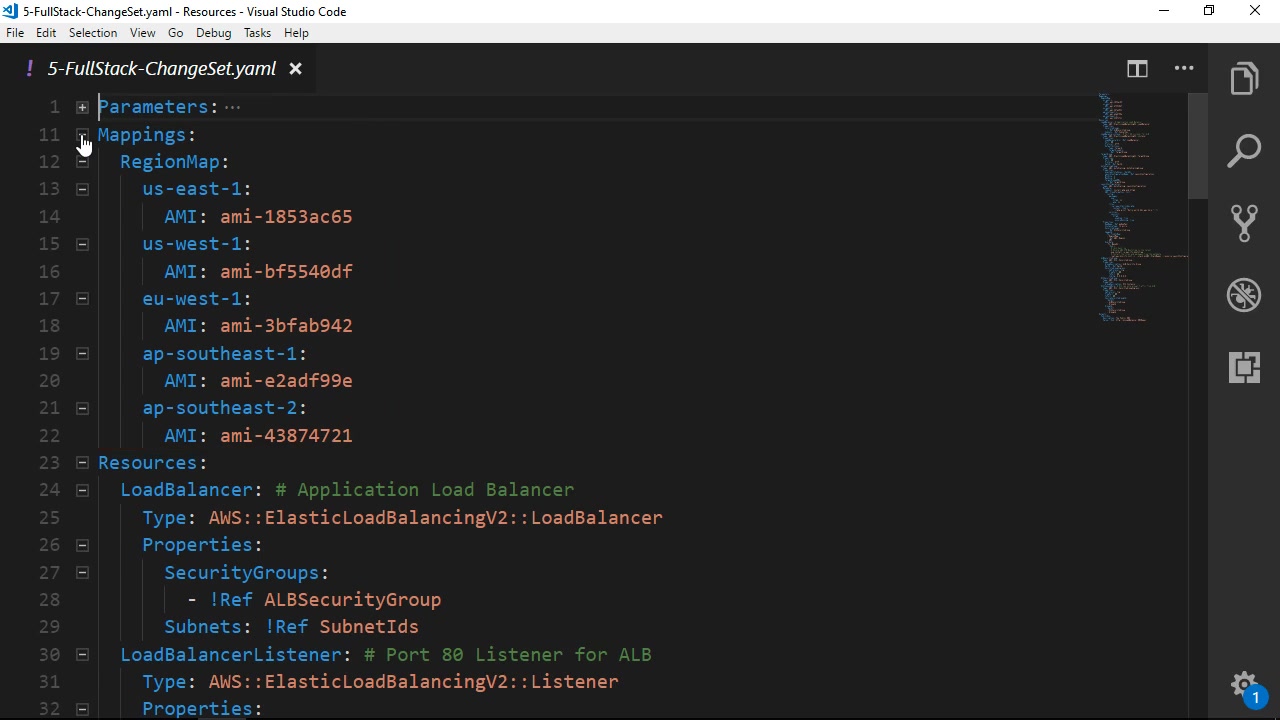 5-FullStack-ChangeSet.yaml - Resources - Visual Studio Code
File Edit Selection View Go Debug Tasks Help
! 5-FullStack-ChangeSet.yaml
1 Parameters: ···
11 Mappings:
12 RegionMap:
13 us-east-1:
14 AMI: ami-1853ac65
15 us-west-1:
16 AMI: ami-bf5540df
17 eu-west-1:
18 AMI: ami-3bfab942
19 ap-southeast-1:
20 AMI: ami-e2adf99e
21 ap-southeast-2:
22 AMI: ami-43874721
23 Resources:
24 LoadBalancer: # Application Load Balancer
25 Type: AWS::ElasticLoadBalancingV2::LoadBalancer
26 Properties:
27 SecurityGroups:
28 - !Ref ALBSecurityGroup
29 Subnets: !Ref SubnetIds
30 LoadBalancerListener: # Port 80 Listener for ALB
31 Type: AWS::ElasticLoadBalancingV2::Listener
32 Properties:
1